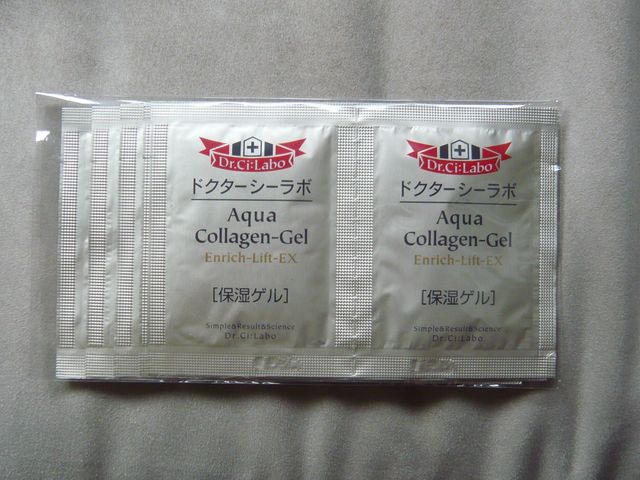 Dr.Ci:Labo
ドクターシーラボ
Aqua
Collagen-Gel
Enrich-Lift-EX
[保湿ゲル]
Simple&Result&Science
Dr.Ci:Labo
Dr.Ci:Labo
ドクターシーラボ
Aqua
Collagen-Gel
Enrich-Lift-EX
[保湿ゲル]
Simple&Result&Science
Dr.Ci:Labo